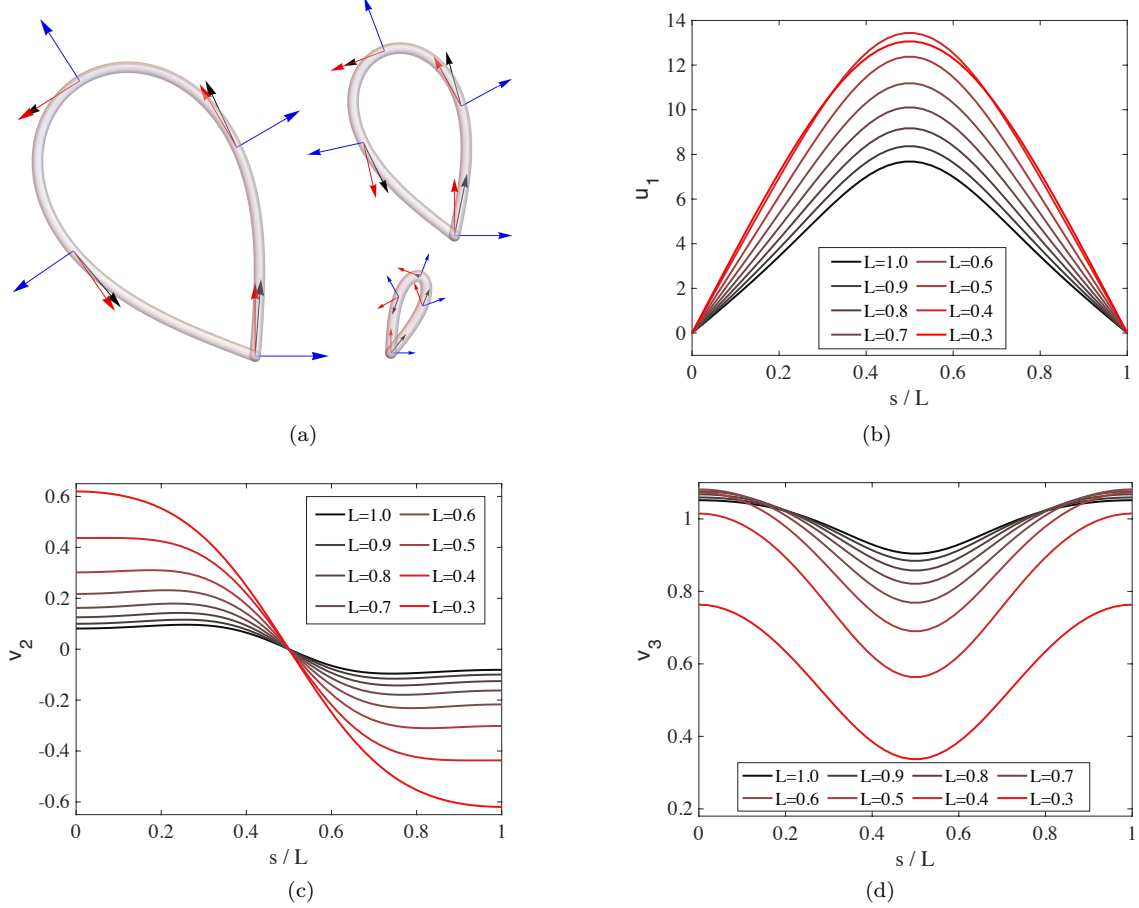 (a)
14
12
10
8
6
4
2
0
u_1
L=1.0 L=0.6
L=0.9 L=0.5
L=0.8 L=0.4
L=0.7 L=0.3
0 0.2 0.4 0.6 0.8 1
s / L
(b)
0.6
0.4
0.2
0
-0.2
-0.4
-0.6
v_2
L=1.0 L=0.6
L=0.9 L=0.5
L=0.8 L=0.4
L=0.7 L=0.3
0 0.2 0.4 0.6 0.8 1
s / L
(c)
1
0.8
0.6
0.4
0.2
v_3
L=1.0 L=0.9 L=0.8 L=0.7
L=0.6 L=0.5 L=0.4 L=0.3
0 0.2 0.4 0.6 0.8 1
s / L
(d)